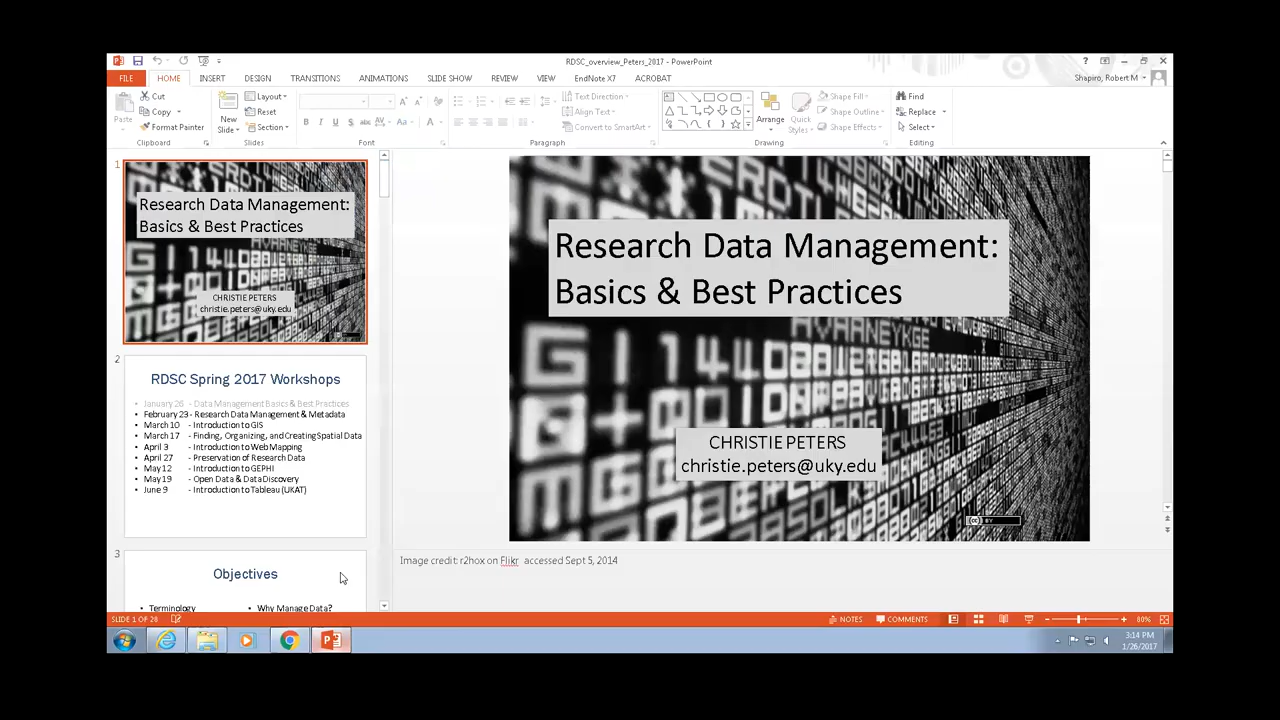 RDSC_overview_Peters_2017 - PowerPoint
?
FILE HOME INSERT DESIGN TRANSITIONS ANIMATIONS SLIDE SHOW REVIEW VIEW EndNote X7 ACROBAT
Shapiro, Robert M
Paste
Cut
Copy
Format Painter
Clipboard
New
Slide
Layout
Reset
Section
Slides
B I U S abc AV Aa A
Font
Text Direction
Align Text
Convert to SmartArt
Paragraph
Arrange
Quick
Styles
Shape Fill
Shape Outline
Shape Effects
Drawing
Find
Replace
Select
Editing
1
Research Data Management:
Basics & Best Practices
CHRISTIE PETERS
christie.peters@uky.edu
2
RDSC Spring 2017 Workshops
• January 26 - Data Management Basics & Best Practices
• February 23 - Research Data Management & Metadata
• March 10 - Introduction to GIS
• March 17 - Finding, Organizing, and Creating Spatial Data
• April 3 - Introduction to Web Mapping
• April 27 - Preservation of Research Data
• May 12 - Introduction to GEPHI
• May 19 - Open Data & Data Discovery
• June 9 - Introduction to Tableau (UKAT)
3
Objectives
• Terminology • Why Manage Data?
Research Data Management:
Basics & Best Practices
CHRISTIE PETERS
christie.peters@uky.edu
cc BY
Image credit: r2hox on Flikr accessed Sept 5, 2014
SLIDE 1 OF 28
NOTES COMMENTS 80%
3:14 PM
1/26/2017